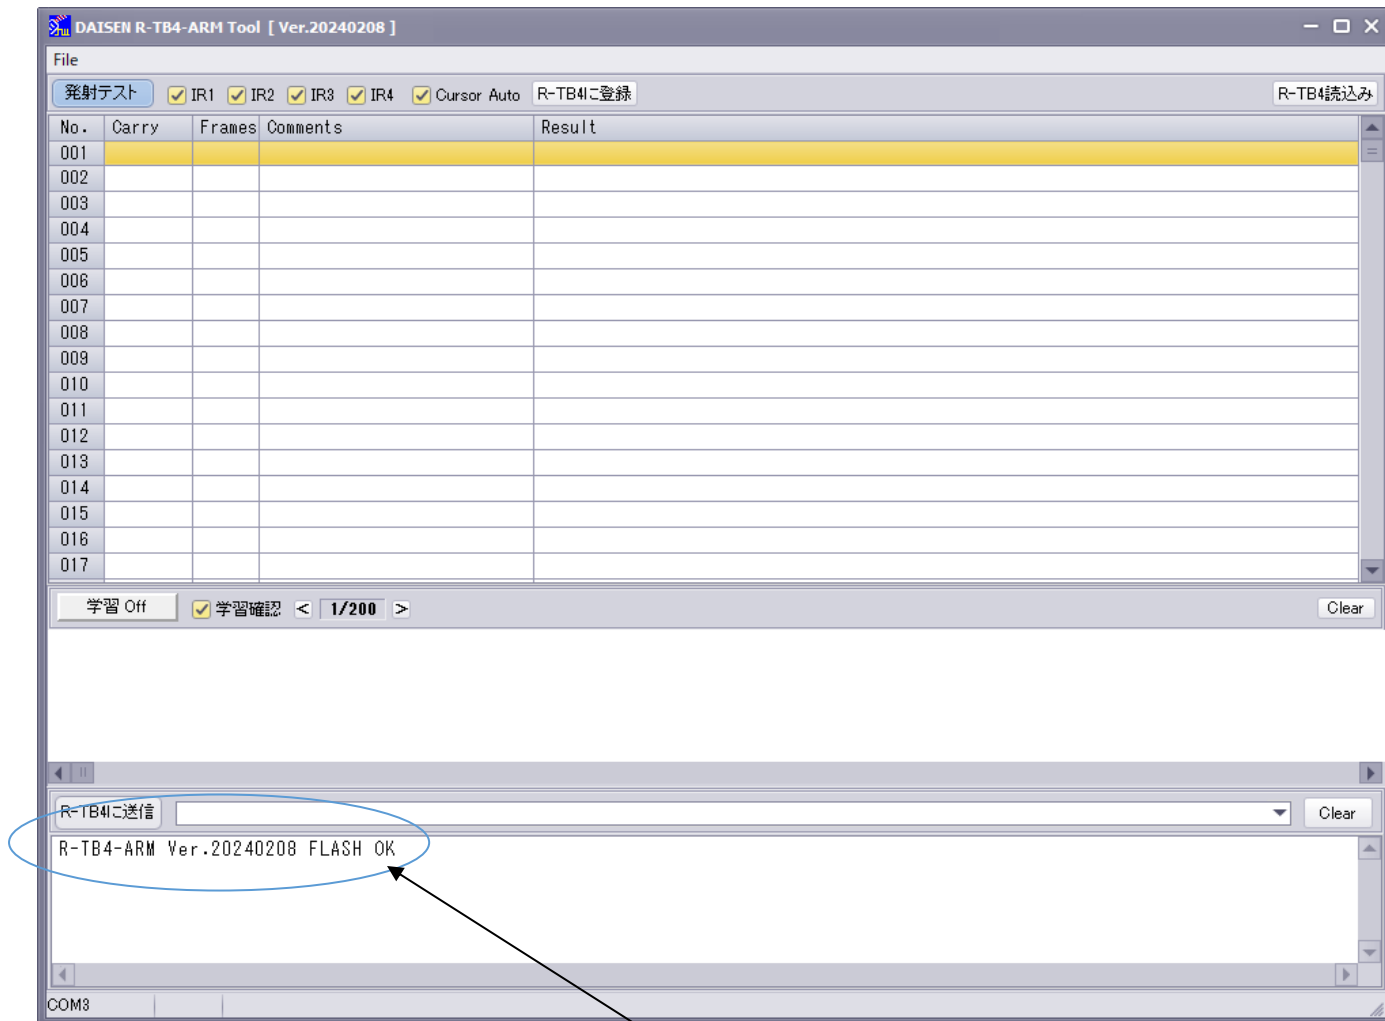 DAISEN R-TB4-ARM Tool [ Ver.20240208 ]
File
発射テスト IR1 IR2 IR3 IR4 Cursor Auto R-TB4に登録 R-TB4読込み
No. Carry Frames Comments Result
001
002
003
004
005
006
007
008
009
010
011
012
013
014
015
016
017
学習 Off 学習確認 < 1/200 > Clear
R-TB4に送信 Clear
R-TB4-ARM Ver.20240208 FLASH OK
COM3